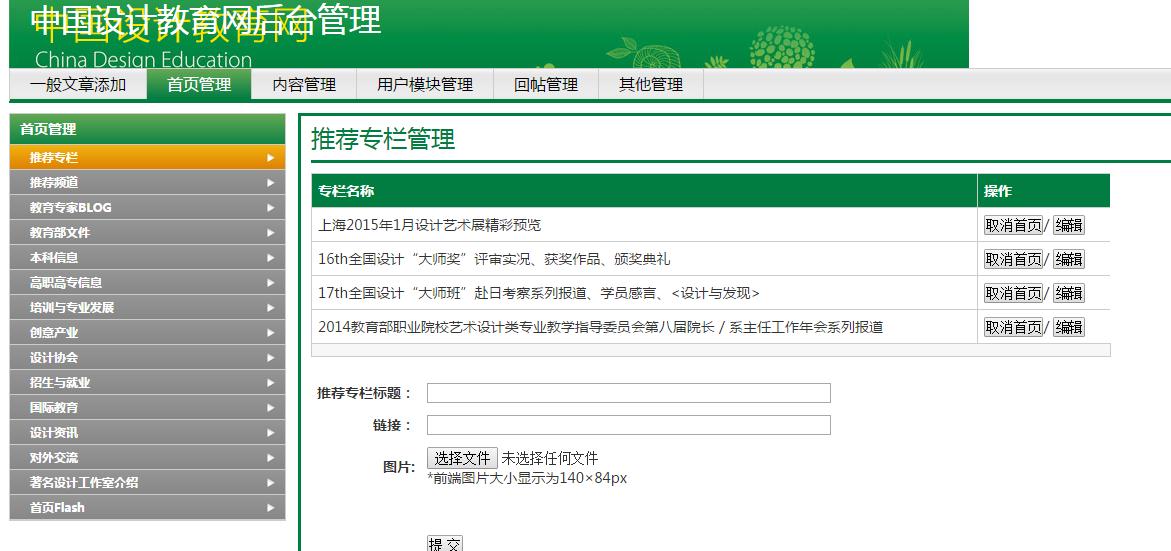 中国设计教育网后台管理
中国设计教育网
China Design Education
一般文章添加 首页管理 内容管理 用户模块管理 回帖管理 其他管理
首页管理
推荐专栏
推荐频道
教育专家BLOG
教育部文件
本科信息
高职高专信息
培训与专业发展
创意产业
设计协会
招生与就业
国际教育
设计资讯
对外交流
著名设计工作室介绍
首页Flash
推荐专栏管理
专栏名称 操作
上海2015年1月设计艺术展精彩预览 取消首页/ 编辑
16th全国设计“大师奖”评审实况、获奖作品、颁奖典礼 取消首页/ 编辑
17th全国设计“大师班”赴日考察系列报道、学员感言、<设计与发现> 取消首页/ 编辑
2014教育部职业院校艺术设计类专业教学指导委员会第八届院长 / 系主任工作年会系列报道 取消首页/ 编辑
推荐专栏标题：
链接：
图片: 选择文件 未选择任何文件
*前端图片大小显示为140×84px
提 交